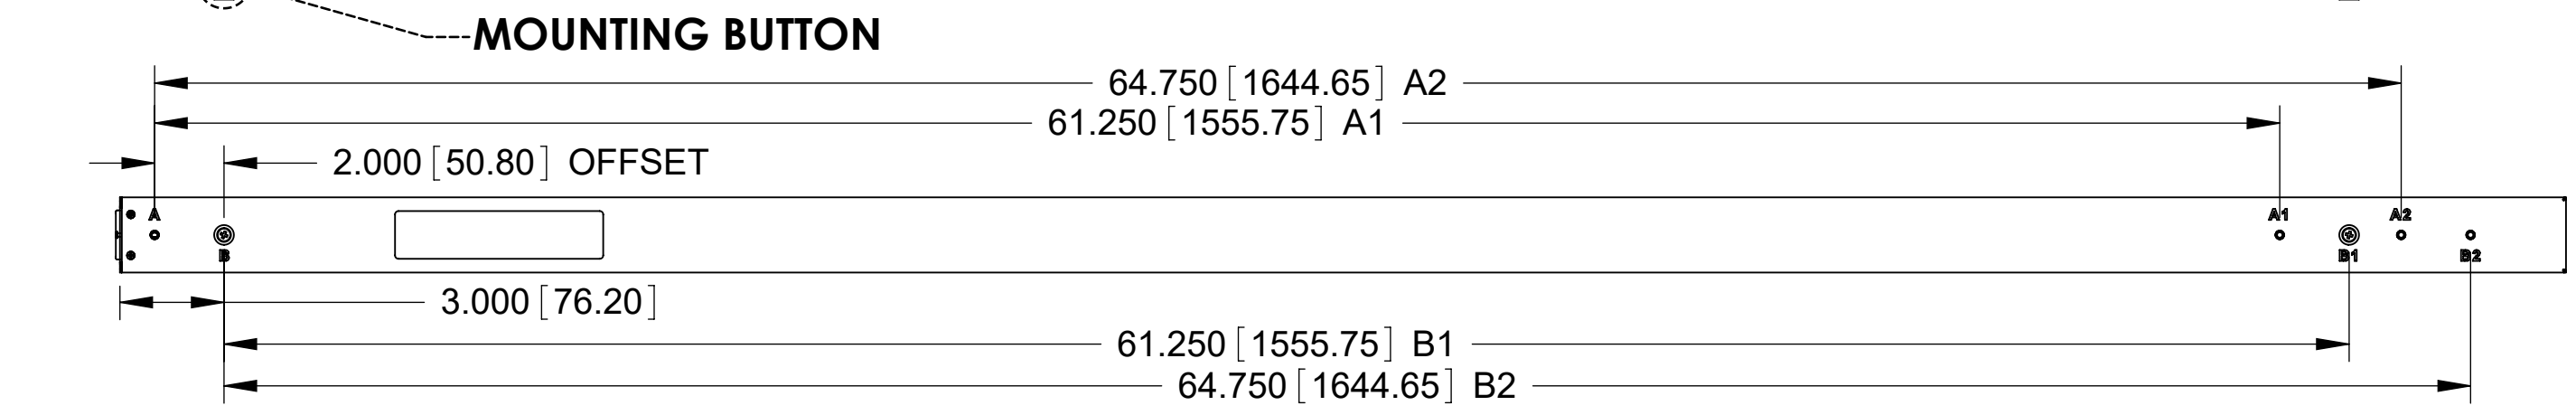 MOUNTING BUTTON
64.750 [1644.65] A2
61.250 [1555.75] A1
2.000 [50.80] OFFSET
A A1 A2
B B1 B2
3.000 [76.20]
61.250 [1555.75] B1
64.750 [1644.65] B2